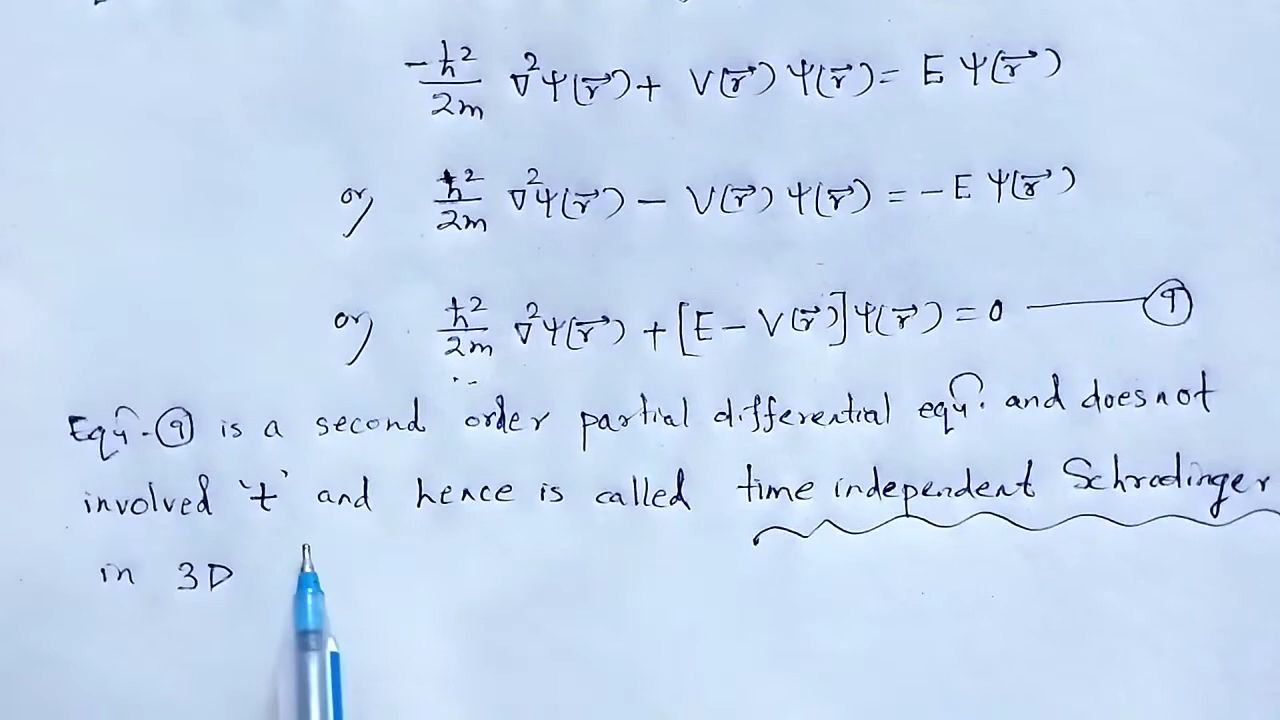 -ħ²/2m ∇²ψ(r⃗) + V(r⃗) ψ(r⃗) = E ψ(r⃗)
or, ħ²/2m ∇²ψ(r⃗) - V(r⃗) ψ(r⃗) = - E ψ(r⃗)
or, ħ²/2m ∇²ψ(r⃗) + [E - V(r⃗)] ψ(r⃗) = 0 — (9)
Eqn. (9) is a second order partial differential eqn. and does not
involved 't' and hence is called time independent Schrodinger
in 3D